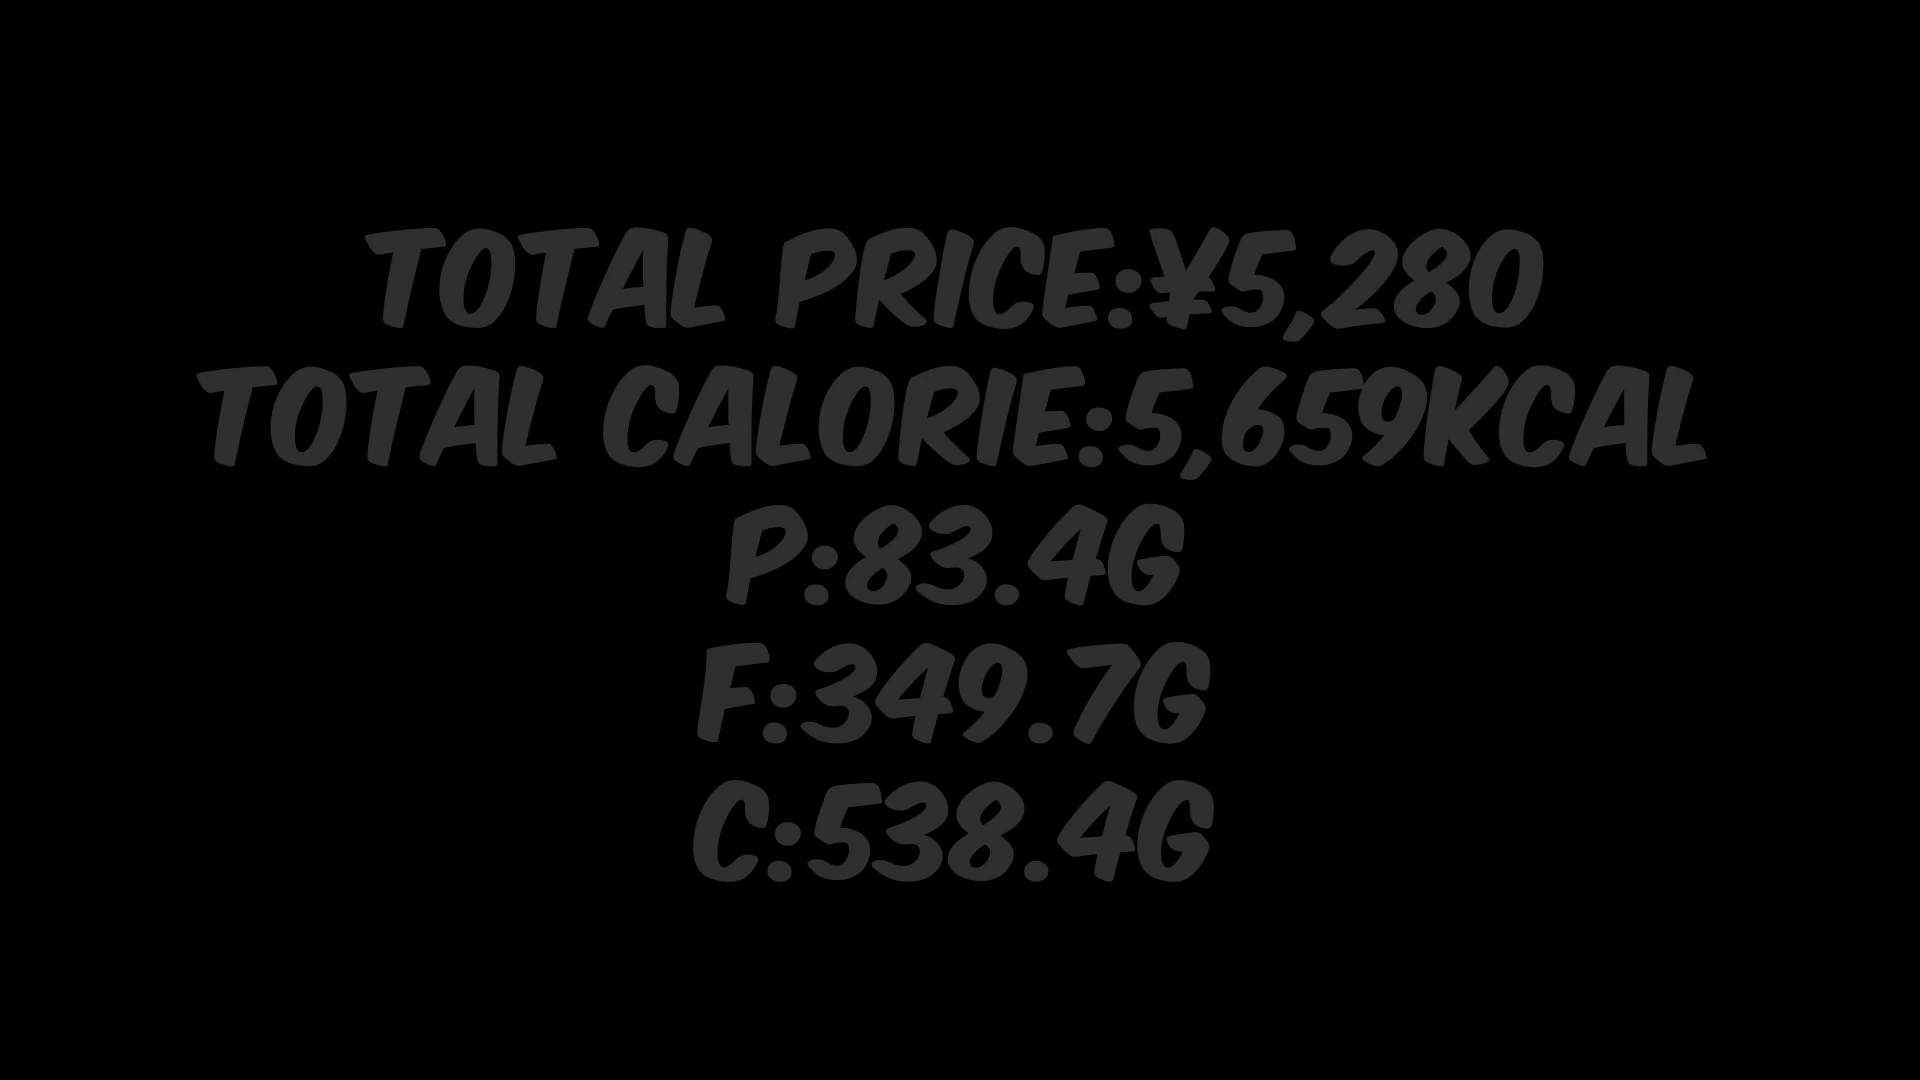 TOTAL PRICE:¥5,280
TOTAL CALORIE:5,659KCAL
P:83.4G
F:349.7G
C:538.4G